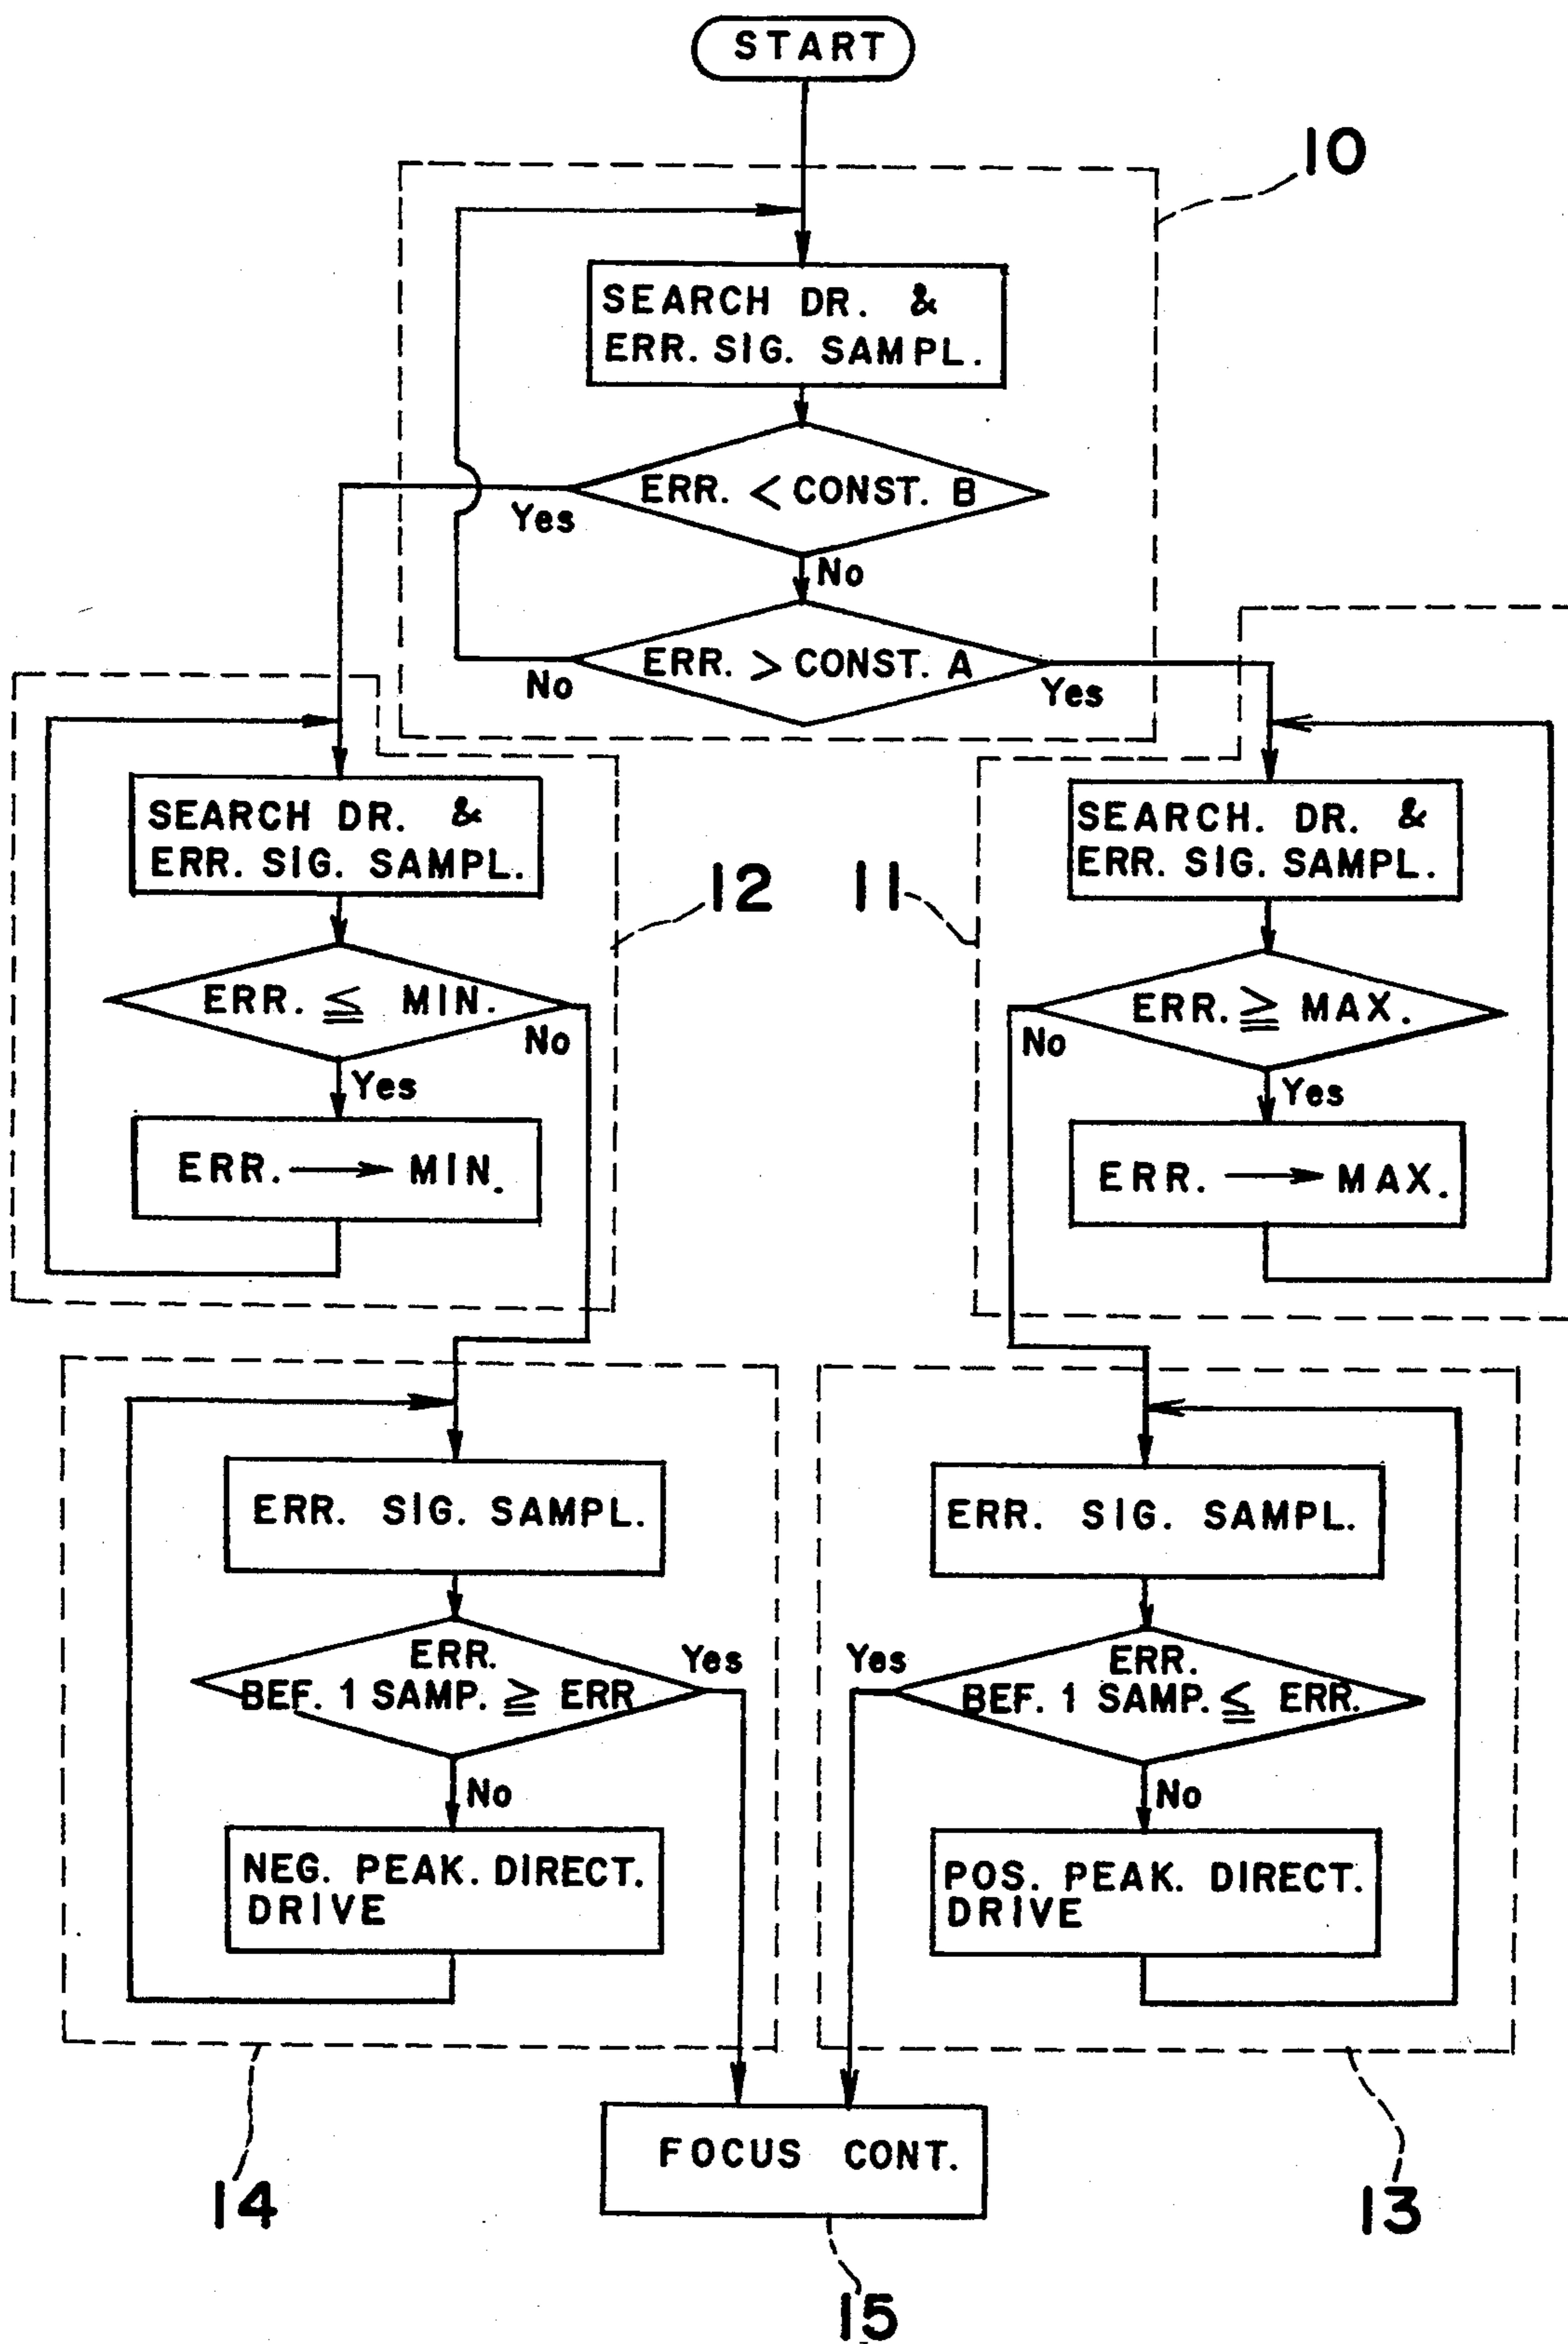 START
10
SEARCH DR. &
ERR. SIG. SAMPL.
ERR. < CONST. B
Yes
No
ERR. > CONST. A
No
Yes
SEARCH DR. &
ERR. SIG. SAMPL.
12
ERR. ≦ MIN.
No
Yes
ERR. → MIN.
11
SEARCH. DR. &
ERR. SIG. SAMPL.
ERR. ≧ MAX.
No
Yes
ERR. → MAX.
ERR. SIG. SAMPL.
ERR.
BEF. 1 SAMP. ≧ ERR
Yes
No
NEG. PEAK. DIRECT.
DRIVE
14
ERR. SIG. SAMPL.
ERR.
BEF. 1 SAMP. ≦ ERR.
Yes
No
POS. PEAK. DIRECT.
DRIVE
13
FOCUS CONT.
15